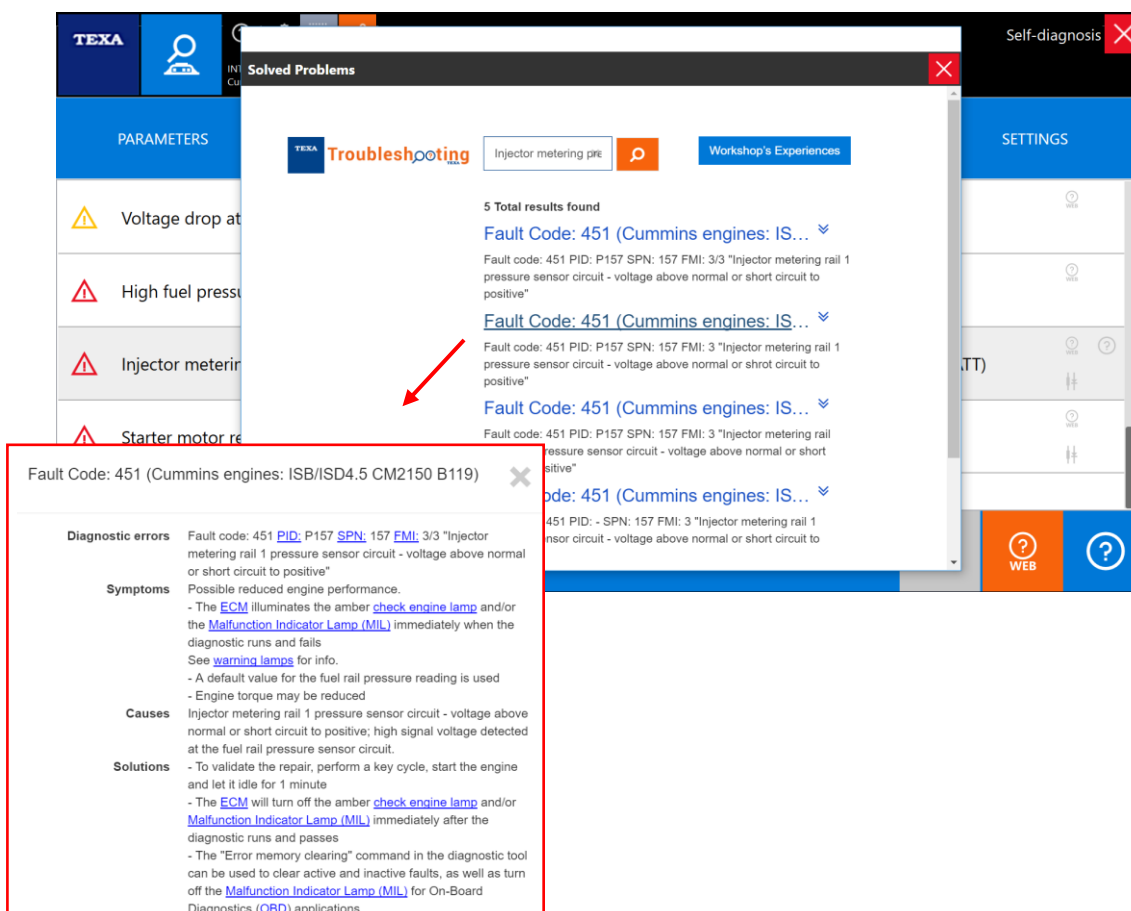 TEXA
INT
Cu
Self-diagnosis
Solved Problems
PARAMETERS
SETTINGS
TEXA Troubleshooting TEXA
Injector metering pre
Workshop's Experiences
5 Total results found
Voltage drop at
WEB
Fault Code: 451 (Cummins engines: IS...
Fault code: 451 PID: P157 SPN: 157 FMI: 3/3 "Injector metering rail 1
pressure sensor circuit - voltage above normal or short circuit to
positive"
High fuel pressu
WEB
Fault Code: 451 (Cummins engines: IS...
Fault code: 451 PID: P157 SPN: 157 FMI: 3 "Injector metering rail 1
pressure sensor circuit - voltage above normal or shrot circuit to
positive"
Injector meterin
TT)
WEB
Fault Code: 451 (Cummins engines: IS...
Fault code: 451 PID: P157 SPN: 157 FMI: 3 "Injector metering rail
essure sensor circuit - voltage above normal or short
sitive"
Starter motor re
WEB
ode: 451 (Cummins engines: IS...
451 PID: - SPN: 157 FMI: 3 "Injector metering rail 1
nsor circuit - voltage above normal or short circuit to
WEB
Fault Code: 451 (Cummins engines: ISB/ISD4.5 CM2150 B119)
Diagnostic errors Fault code: 451 PID: P157 SPN: 157 FMI: 3/3 "Injector
metering rail 1 pressure sensor circuit - voltage above normal
or short circuit to positive"
Symptoms Possible reduced engine performance.
- The ECM illuminates the amber check engine lamp and/or
the Malfunction Indicator Lamp (MIL) immediately when the
diagnostic runs and fails
See warning lamps for info.
- A default value for the fuel rail pressure reading is used
- Engine torque may be reduced
Causes Injector metering rail 1 pressure sensor circuit - voltage above
normal or short circuit to positive; high signal voltage detected
at the fuel rail pressure sensor circuit.
Solutions - To validate the repair, perform a key cycle, start the engine
and let it idle for 1 minute
- The ECM will turn off the amber check engine lamp and/or
Malfunction Indicator Lamp (MIL) immediately after the
diagnostic runs and passes
- The "Error memory clearing" command in the diagnostic tool
can be used to clear active and inactive faults, as well as turn
off the Malfunction Indicator Lamp (MIL) for On-Board
Diagnostics (OBD) applications